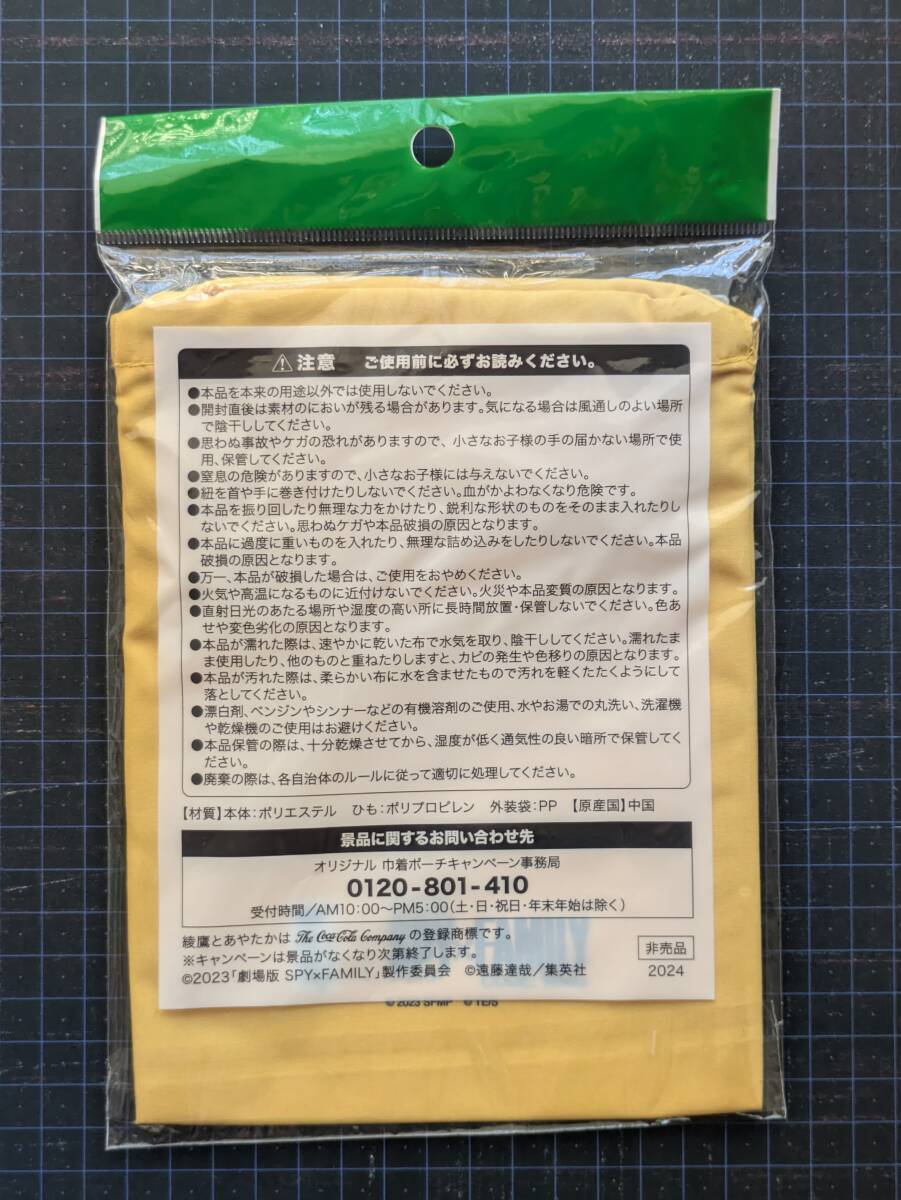 ⚠注意 ご使用前に必ずお読みください。
●本品を本来の用途以外では使用しないでください。
●開封直後は素材のにおいが残る場合があります。気になる場合は風通しのよい場所
で陰干ししてください。
●思わぬ事故やケガの恐れがありますので、小さなお子様の手の届かない場所で使
用、保管してください。
●窒息の危険がありますので、小さなお子様には与えないでください。
●紐を首や手に巻き付けたりしないでください。血がかよわなくなり危険です。
●本品を振り回したり無理な力をかけたり、鋭利な形状のものをそのまま入れたりし
ないでください。思わぬケガや本品破損の原因となります。
●本品に過度に重いものを入れたり、無理な詰め込みをしたりしないでください。本品
破損の原因となります。
●万一、本品が破損した場合は、ご使用をおやめください。
●火気や高温になるものに近付けないでください。火災や本品変質の原因となります。
●直射日光のあたる場所や湿度の高い所に長時間放置・保管しないでください。色あ
せや変色劣化の原因となります。
●本品が濡れた際は、速やかに乾いた布で水気を取り、陰干ししてください。濡れたま
ま使用したり、他のものと重ねたりしますと、カビの発生や色移りの原因となります。
●本品が汚れた際は、柔らかい布に水を含ませたもので汚れを軽くたたくようにして
落としてください。
●漂白剤、ベンジンやシンナーなどの有機溶剤のご使用、水やお湯での丸洗い、洗濯機
や乾燥機のご使用はお避けください。
●本品保管の際は、十分乾燥させてから、湿度が低く通気性の良い暗所で保管してく
ださい。
●廃棄の際は、各自治体のルールに従って適切に処理してください。
【材質】本体:ポリエステル ひも:ポリプロピレン 外装袋:PP 【原産国】中国
景品に関するお問い合わせ先
オリジナル 巾着ポーチキャンペーン事務局
0120-801-410
受付時間/AM10:00〜PM5:00(土・日・祝日・年末年始は除く)
綾鷹とあやたかは The Coca-Cola Company の登録商標です。
※キャンペーンは景品がなくなり次第終了します。
©2023「劇場版 SPY×FAMILY」製作委員会 ©遠藤達哉/集英社
非売品
2024
FAMILY
© 2023 SFMP © TE/S